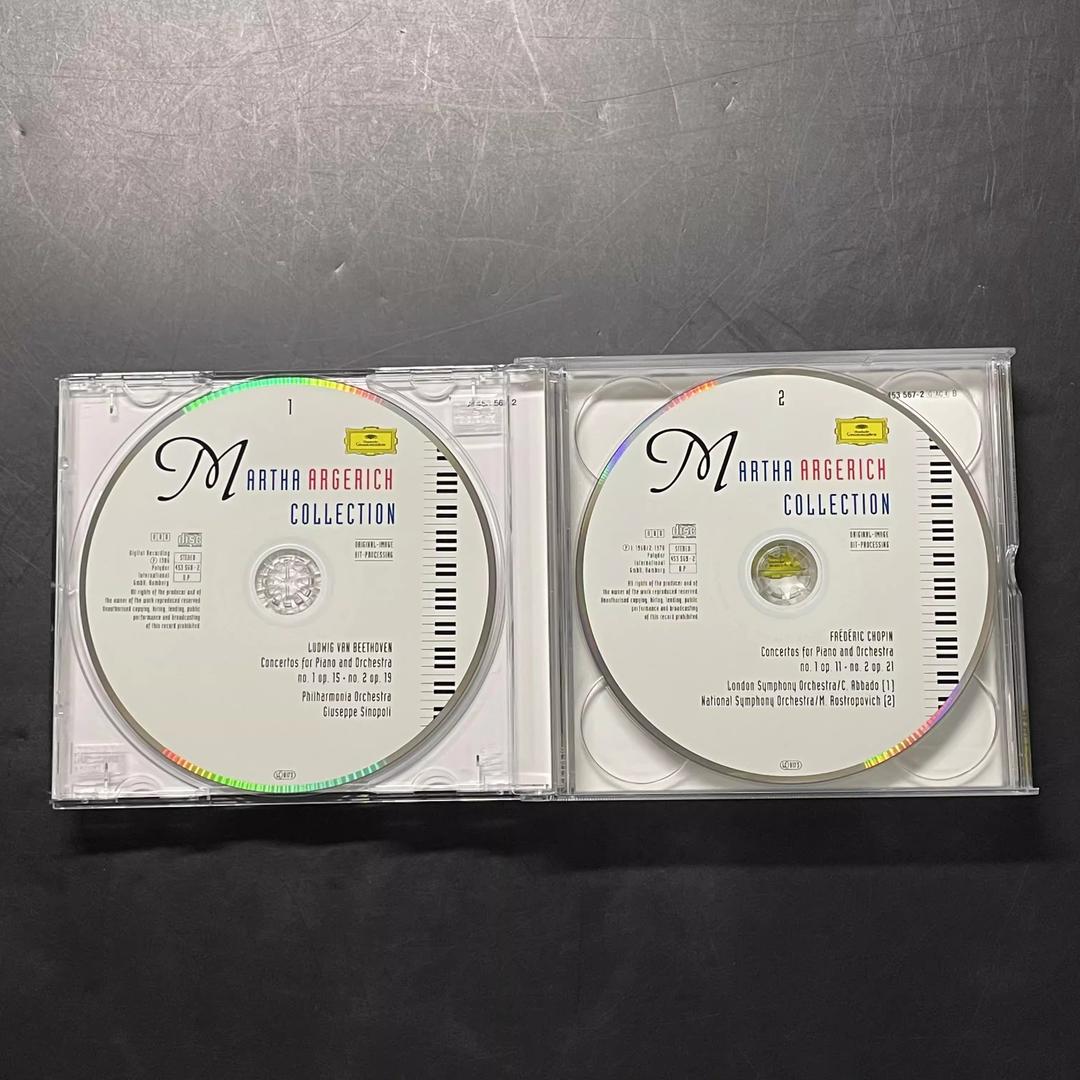 1
MARTHA ARGERICH
COLLECTION
ORIGINAL-IMAGE
BIT-PROCESSING
disc
Digital Recording
℗ 1986
Polydor
International
GmbH, Hamburg
STEREO
All rights of the producer and of
the owner of the work reproduced reserved
Unauthorised copying, hiring, lending, public
performance and broadcasting
of this record prohibited
LUDWIG VAN BEETHOVEN
Concertos for Piano and Orchestra
no. 1 op. 15 - no. 2 op. 19
Philharmonia Orchestra
Giuseppe Sinopoli
2
453 567-2
MARTHA ARGERICH
COLLECTION
ORIGINAL-IMAGE
BIT-PROCESSING
disc
Polydor
International
GmbH, Hamburg
STEREO
All rights of the producer and of
the owner of the work reproduced reserved
Unauthorised copying, hiring, lending, public
performance and broadcasting
of this record prohibited
FRÉDÉRIC CHOPIN
Concertos for Piano and Orchestra
no. 1 op. 11 - no. 2 op. 21
London Symphony Orchestra/C. Abbado [1]
National Symphony Orchestra/M. Rostropovich [2]